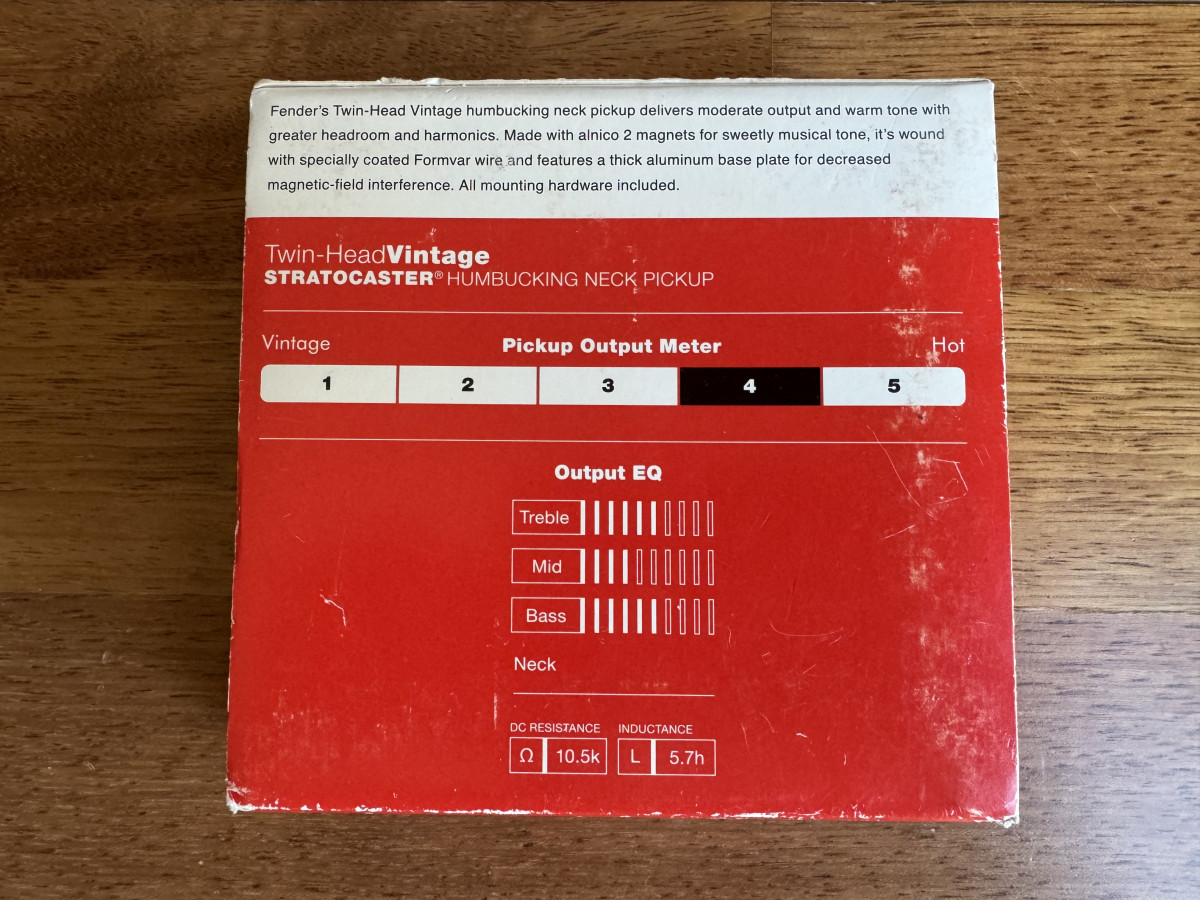 Fender's Twin-Head Vintage humbucking neck pickup delivers moderate output and warm tone with
greater headroom and harmonics. Made with alnico 2 magnets for sweetly musical tone, it's wound
with specially coated Formvar wire and features a thick aluminum base plate for decreased
magnetic-field interference. All mounting hardware included.
Twin-HeadVintage
STRATOCASTER® HUMBUCKING NECK PICKUP
Vintage Pickup Output Meter Hot
1 2 3 4 5
Output EQ
Treble
Mid
Bass
Neck
DC RESISTANCE INDUCTANCE
Ω 10.5k L 5.7h